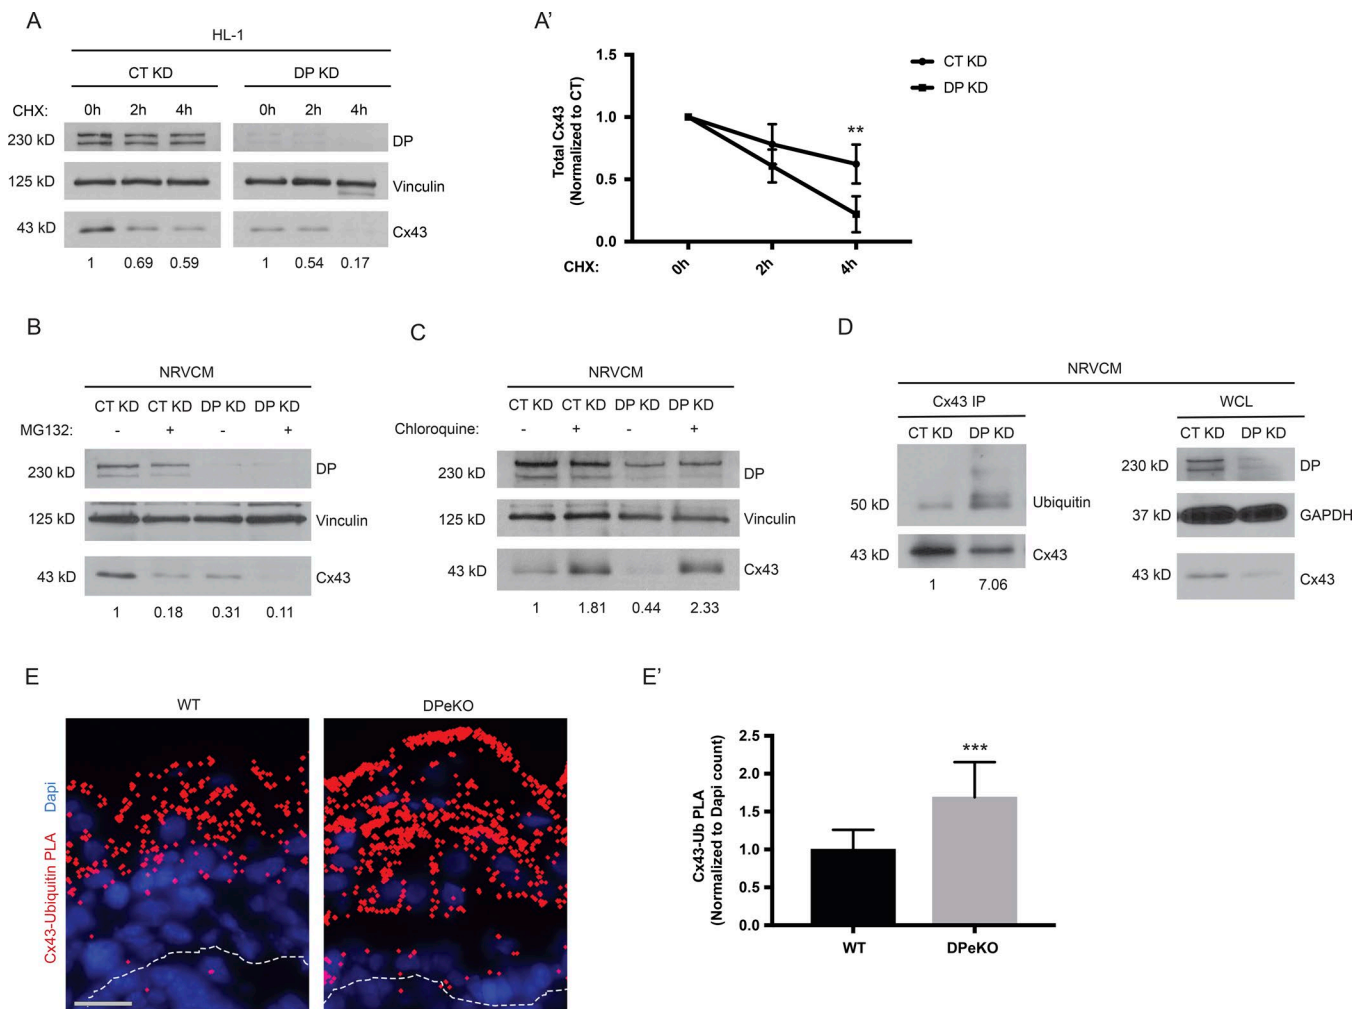 A
HL-1
CT KD DP KD
CHX: 0h 2h 4h 0h 2h 4h
230 kD DP
125 kD Vinculin
43 kD Cx43
1 0.69 0.59 1 0.54 0.17
A'
1.5
1.0
0.5
0.0
Total Cx43
(Normalized to CT)
**
CHX: 0h 2h 4h
CT KD
DP KD
B
NRVCM
CT KD CT KD DP KD DP KD
MG132: - + - +
230 kD DP
125 kD Vinculin
43 kD Cx43
1 0.18 0.31 0.11
C
NRVCM
CT KD CT KD DP KD DP KD
Chloroquine: - + - +
230 kD DP
125 kD Vinculin
43 kD Cx43
1 1.81 0.44 2.33
D
NRVCM
Cx43 IP WCL
CT KD DP KD
50 kD Ubiquitin
43 kD Cx43
1 7.06
CT KD DP KD
230 kD DP
37 kD GAPDH
43 kD Cx43
E
WT DPeKO
Cx43-Ubiquitin PLA Dapi
E'
2.5
2.0
1.5
1.0
0.5
0.0
Cx43-Ub PLA
(Normalized to Dapi count)
***
WT DPeKO